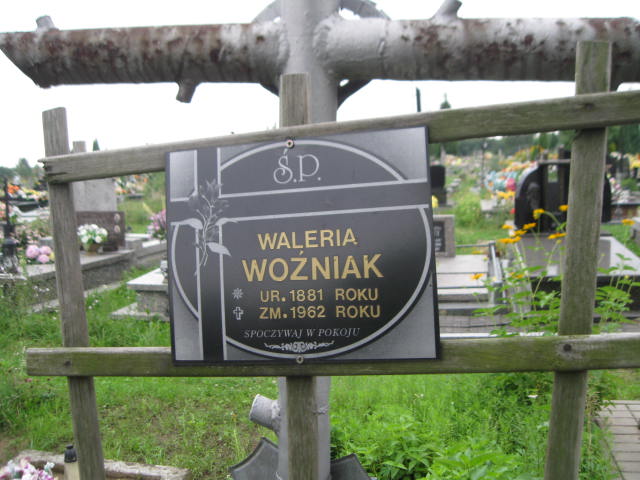 Ś.P.
WALERIA
WOŹNIAK
UR. 1881 ROKU
ZM. 1962 ROKU
SPOCZYWAJ W POKOJU